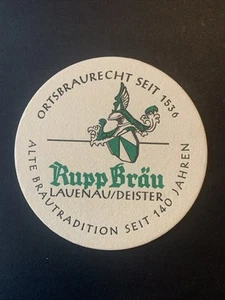 ORTSBRAURECHT SEIT 1536
Rupp Bräu
LAUENAU/DEISTER
ALTE BRAUTRADITION SEIT 140 JAHREN